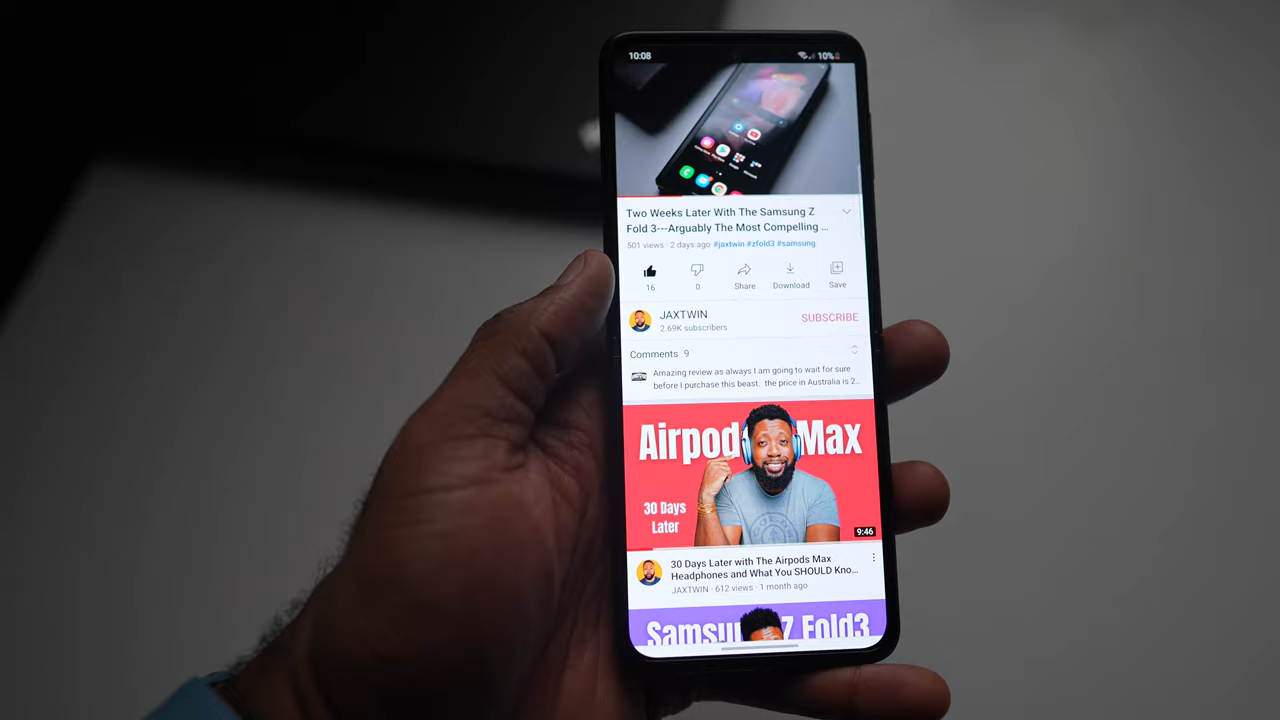 10:08
10%
Two Weeks Later With The Samsung Z
Fold 3---Arguably The Most Compelling ...
501 views · 2 days ago #jaxtwin #zfold3 #samsung
16
0
Share
Download
Save
JAXTWIN
2.69K subscribers
SUBSCRIBE
Comments 9
Amazing review as always I am going to wait for sure
before I purchase this beast. the price in Australia is 2...
Airpod Max
30 Days
Later
9:46
30 Days Later with The Airpods Max
Headphones and What You SHOULD Kno...
JAXTWIN · 612 views · 1 month ago
Samsu Z Fold3